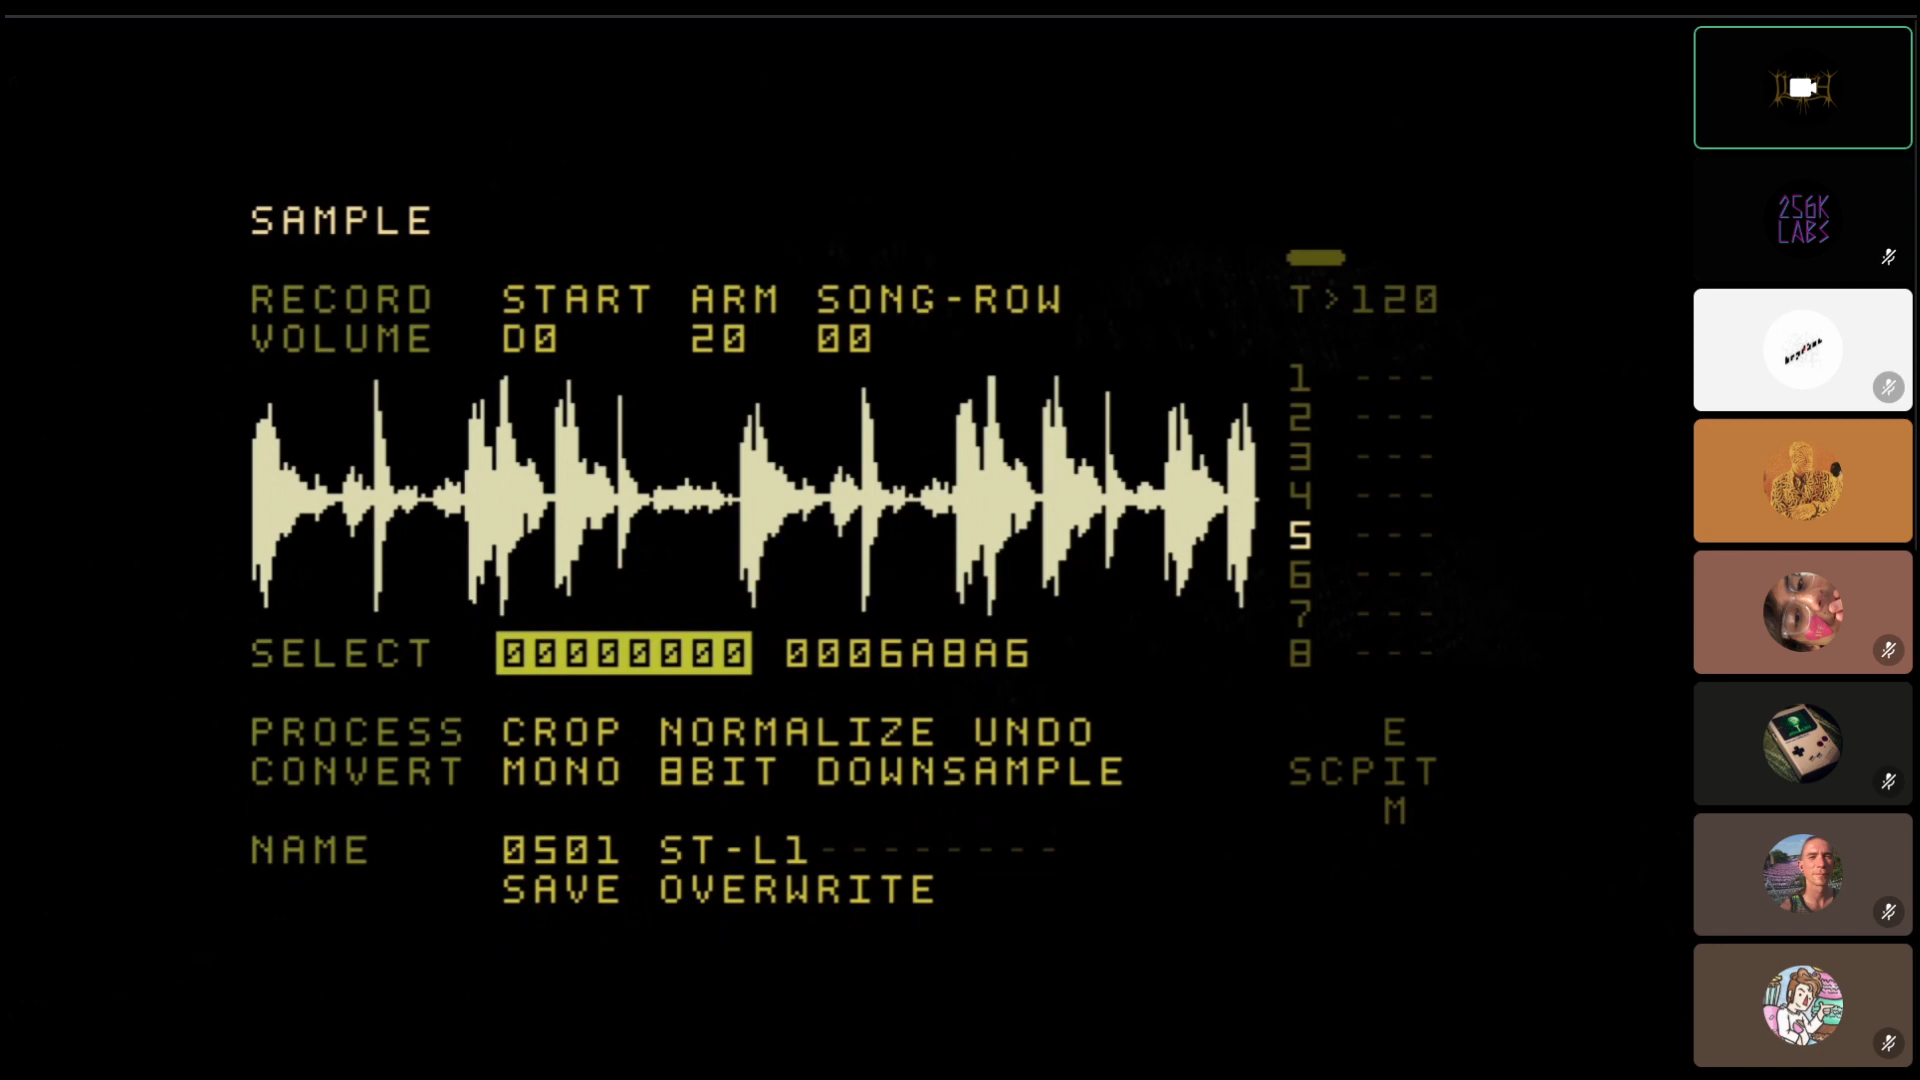 SAMPLE
RECORD START ARM SONG-ROW
VOLUME D0 20 00
SELECT 00000000 0006A8A6
PROCESS CROP NORMALIZE UNDO
CONVERT MONO 8BIT DOWNSAMPLE
NAME 0501 ST-L1--------
SAVE OVERWRITE
T>120
1 ---
2 ---
3 ---
4 ---
5 ---
6 ---
7 ---
8 ---
E
SCPIT
M
256K
LABS